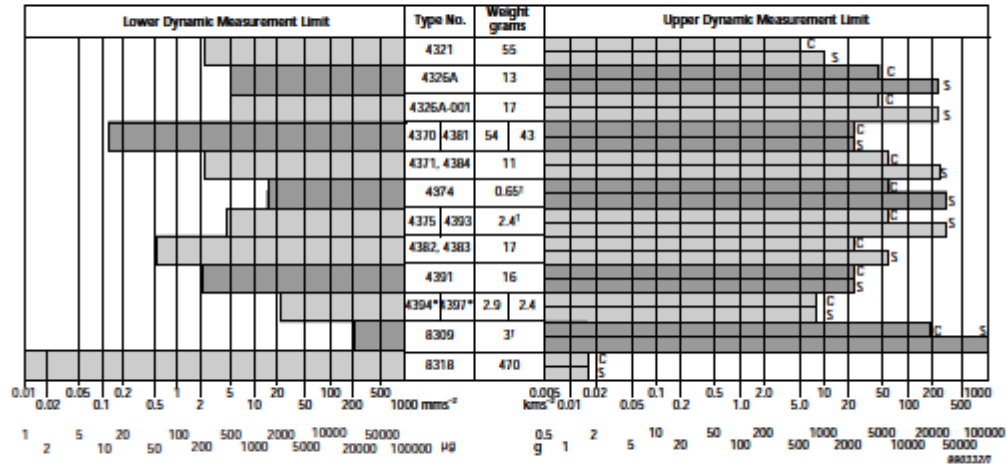 Lower Dynamic Measurement Limit Type No. Weight grams Upper Dynamic Measurement Limit
4321 55 C S
4326A 13 C S
4326A-001 17 C S
4370 4381 54 43 C S
4371, 4384 11 C S
4374 0.65† C S
4375 4393 2.4† C S
4382, 4383 17 C S
4391 16 C S
4394* 4397* 2.9 2.4 C S
8309 3† C S
8318 470 C S
0.01 0.05 0.1 0.2 1 5 10 20 100 500 0.005 0.02 0.1 0.5 2.0 10 50 200 1000
0.02 0.5 2 50 200 1000 mms⁻² kms⁻² 0.01 0.05 0.2 1.0 5.0 20 100 500
1 5 20 100 500 2000 10000 50000 0.5 2 10 50 200 1000 5000 20000 100000
2 10 50 200 1000 5000 20000 100000 µg g 1 5 20 100 500 2000 10000 50000
990332/1